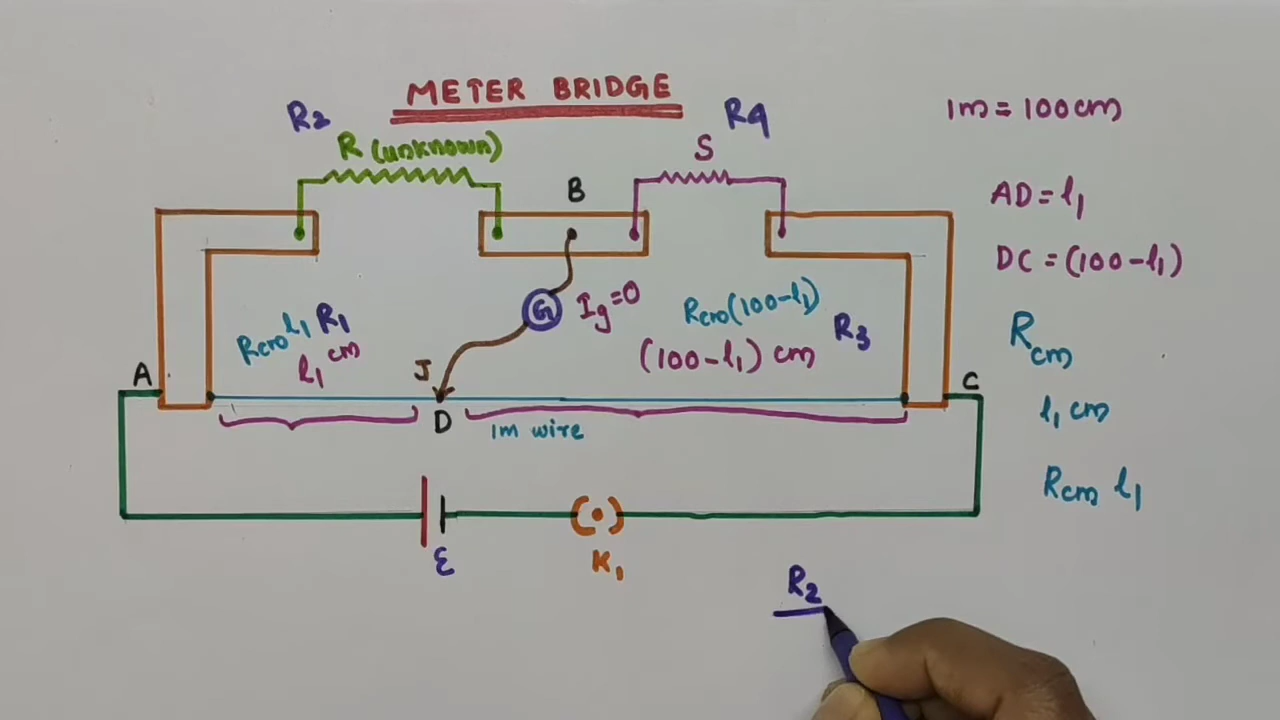 METER BRIDGE
R2
R (unknown)
R4
S
B
1m = 100cm
AD = l1
DC = (100-l1)
G
Ig=0
Rcm l1 R1
l1 cm
Rcm(100-l1)
(100-l1) cm
R3
Rcm
l1 cm
Rcm l1
A
J
D
C
1m wire
ε
K1
R2